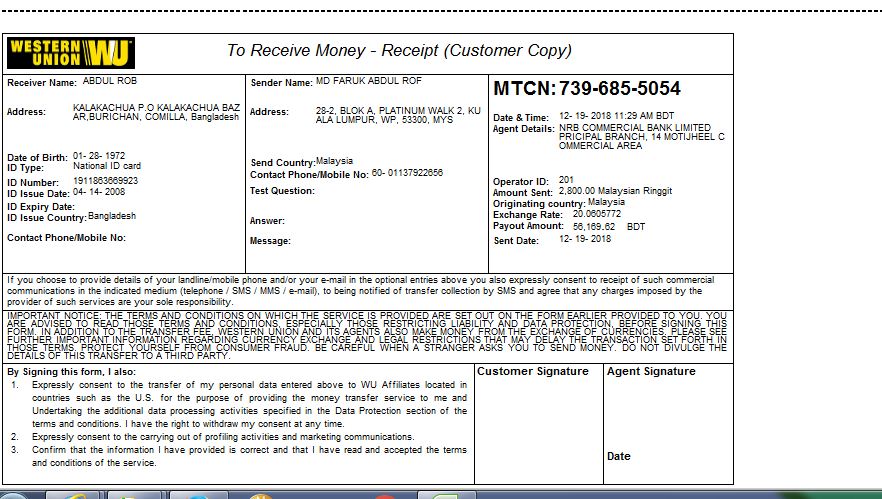 WESTERN UNION WU
To Receive Money - Receipt (Customer Copy)
Receiver Name: ABDUL ROB
Address: KALAKACHUA P.O KALAKACHUA BAZ
AR,BURICHAN, COMILLA, Bangladesh
Date of Birth: 01- 28- 1972
ID Type: National ID card
ID Number: 1911863669923
ID Issue Date: 04- 14- 2008
ID Expiry Date:
ID Issue Country: Bangladesh
Contact Phone/Mobile No:
Sender Name: MD FARUK ABDUL ROF
Address: 28-2, BLOK A, PLATINUM WALK 2, KU
ALA LUMPUR, WP, 53300, MYS
Send Country: Malaysia
Contact Phone/Mobile No: 60- 01137922656
Test Question:
Answer:
Message:
MTCN: 739-685-5054
Date & Time: 12- 19- 2018 11:29 AM BDT
Agent Details: NRB COMMERCIAL BANK LIMITED
PRICIPAL BRANCH, 14 MOTIJHEEL C
OMMERCIAL AREA
Operator ID: 201
Amount Sent: 2,800.00 Malaysian Ringgit
Originating country: Malaysia
Exchange Rate: 20.0605772
Payout Amount: 56,169.62 BDT
Sent Date: 12- 19- 2018
If you choose to provide details of your landline/mobile phone and/or your e-mail in the optional entries above you also expressly consent to receipt of such commercial
communications in the indicated medium (telephone / SMS / MMS / e-mail), to being notified of transfer collection by SMS and agree that any charges imposed by the
provider of such services are your sole responsibility.
IMPORTANT NOTICE: THE TERMS AND CONDITIONS ON WHICH THE SERVICE IS PROVIDED ARE SET OUT ON THE FORM EARLIER PROVIDED TO YOU. YOU
ARE ADVISED TO READ THOSE TERMS AND CONDITIONS, ESPECIALLY THOSE RESTRICTING LIABILITY AND DATA PROTECTION, BEFORE SIGNING THIS
FORM. IN ADDITION TO THE TRANSFER FEE, WESTERN UNION AND ITS AGENTS ALSO MAKE MONEY FROM THE EXCHANGE OF CURRENCIES. PLEASE SEE
FURTHER IMPORTANT INFORMATION REGARDING CURRENCY EXCHANGE AND LEGAL RESTRICTIONS THAT MAY DELAY THE TRANSACTION SET FORTH IN
THOSE TERMS. PROTECT YOURSELF FROM CONSUMER FRAUD. BE CAREFUL WHEN A STRANGER ASKS YOU TO SEND MONEY. DO NOT DIVULGE THE
DETAILS OF THIS TRANSFER TO A THIRD PARTY.
By Signing this form, I also:
1. Expressly consent to the transfer of my personal data entered above to WU Affiliates located in
countries such as the U.S. for the purpose of providing the money transfer service to me and
Undertaking the additional data processing activities specified in the Data Protection section of the
terms and conditions. I have the right to withdraw my consent at any time.
2. Expressly consent to the carrying out of profiling activities and marketing communications.
3. Confirm that the information I have provided is correct and that I have read and accepted the terms
and conditions of the service.
Customer Signature
Agent Signature
Date